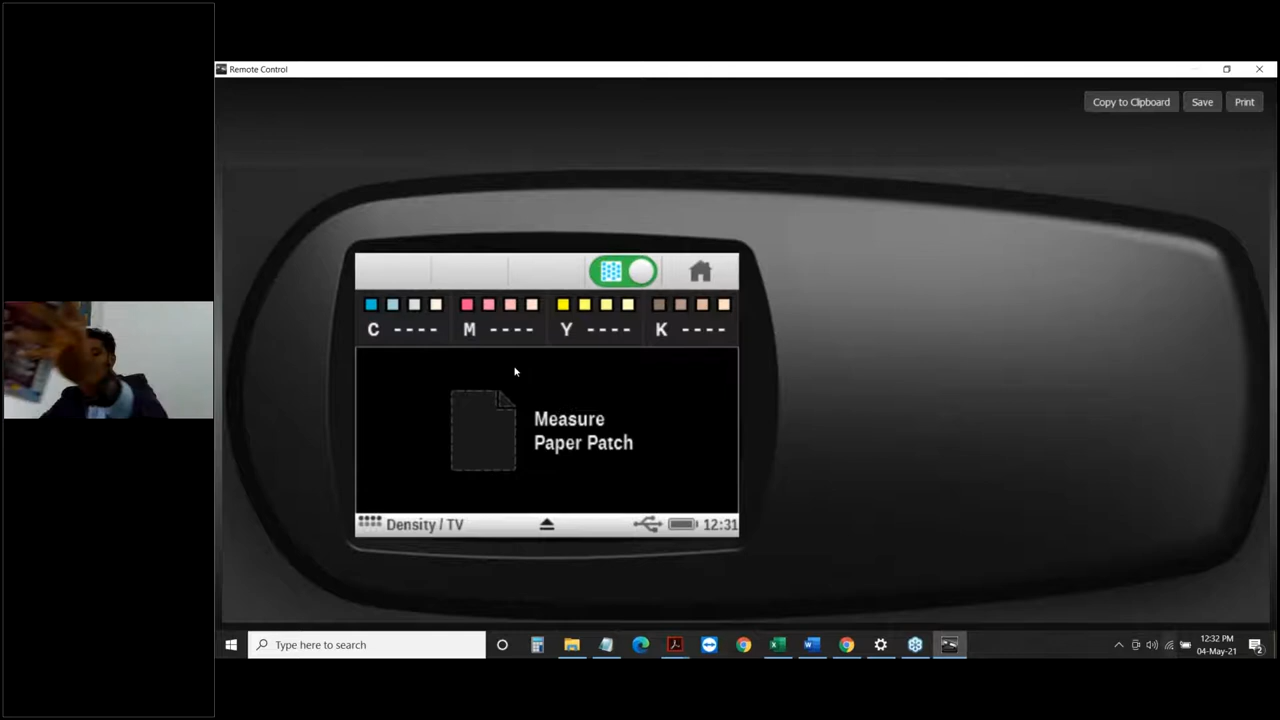 Remote Control
Copy to Clipboard Save Print
C ---- M ---- Y ---- K ----
Measure
Paper Patch
Density / TV 12:31
Type here to search
12:32 PM
04-May-21
2